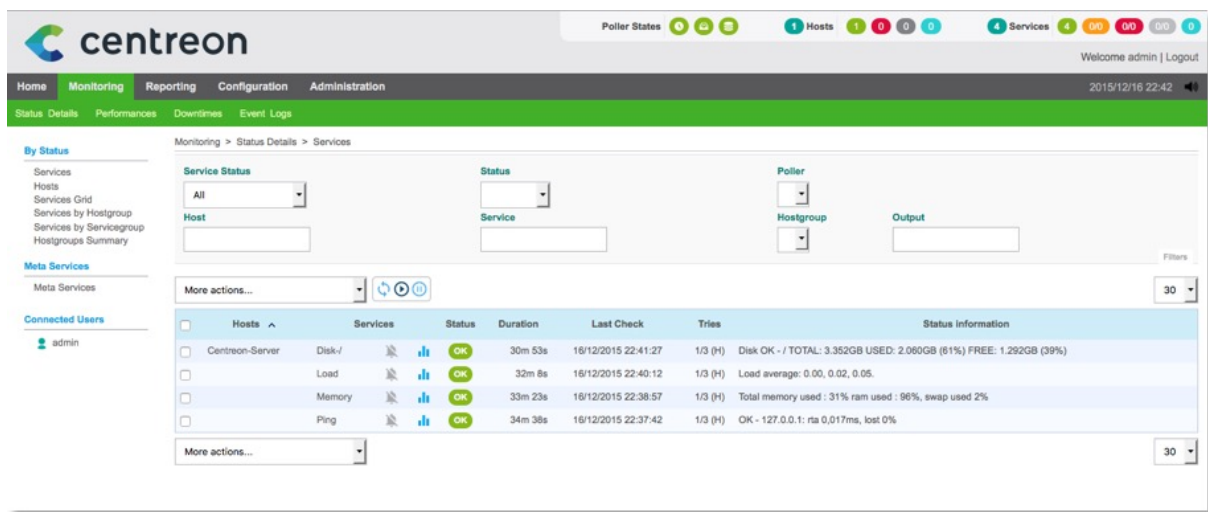 centreon
Poller States 1 Hosts 1 0 0 0 4 Services 4 0/0 0/0 0/0 0
Welcome admin | Logout
Home Monitoring Reporting Configuration Administration 2015/12/16 22:42
Status Details Performances Downtimes Event Logs
By Status
Services
Hosts
Services Grid
Services by Hostgroup
Services by Servicegroup
Hostgroups Summary
Meta Services
Meta Services
Connected Users
admin
Monitoring > Status Details > Services
Service Status Status Poller
All
Host Service Hostgroup Output
Filters
More actions... 30
Hosts Services Status Duration Last Check Tries Status information
Centreon-Server Disk-/ OK 30m 53s 16/12/2015 22:41:27 1/3 (H) Disk OK - / TOTAL: 3.352GB USED: 2.060GB (61%) FREE: 1.292GB (39%)
Load OK 32m 8s 16/12/2015 22:40:12 1/3 (H) Load average: 0.00, 0.02, 0.05.
Memory OK 33m 23s 16/12/2015 22:38:57 1/3 (H) Total memory used : 31% ram used : 96%, swap used 2%
Ping OK 34m 38s 16/12/2015 22:37:42 1/3 (H) OK - 127.0.0.1: rta 0,017ms, lost 0%
More actions... 30